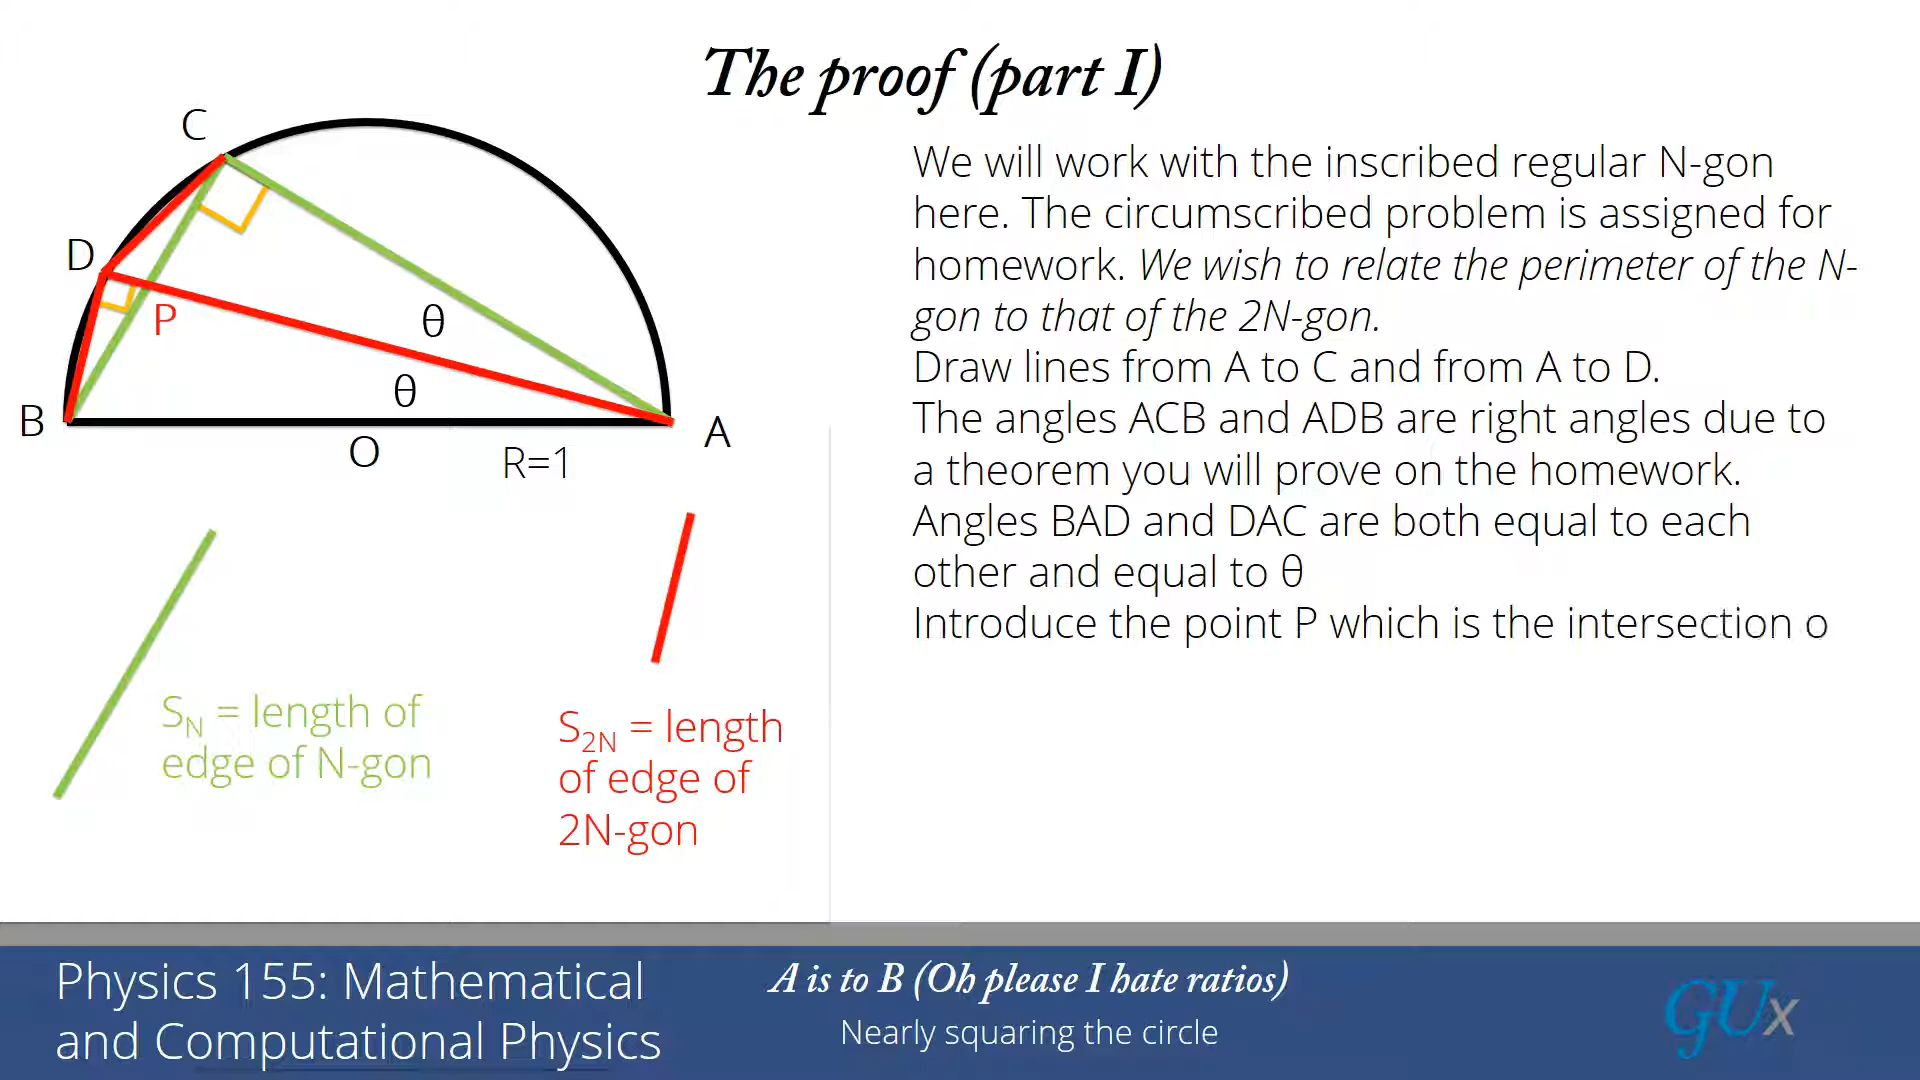 The proof (part I)
C
D
P
θ
θ
B
O
R=1
A
We will work with the inscribed regular N-gon
here. The circumscribed problem is assigned for
homework. We wish to relate the perimeter of the N-
gon to that of the 2N-gon.
Draw lines from A to C and from A to D.
The angles ACB and ADB are right angles due to
a theorem you will prove on the homework.
Angles BAD and DAC are both equal to each
other and equal to θ
Introduce the point P which is the intersection o
S_N = length of
edge of N-gon
S_2N = length
of edge of
2N-gon
Physics 155: Mathematical
and Computational Physics
A is to B (Oh please I hate ratios)
Nearly squaring the circle
GUx